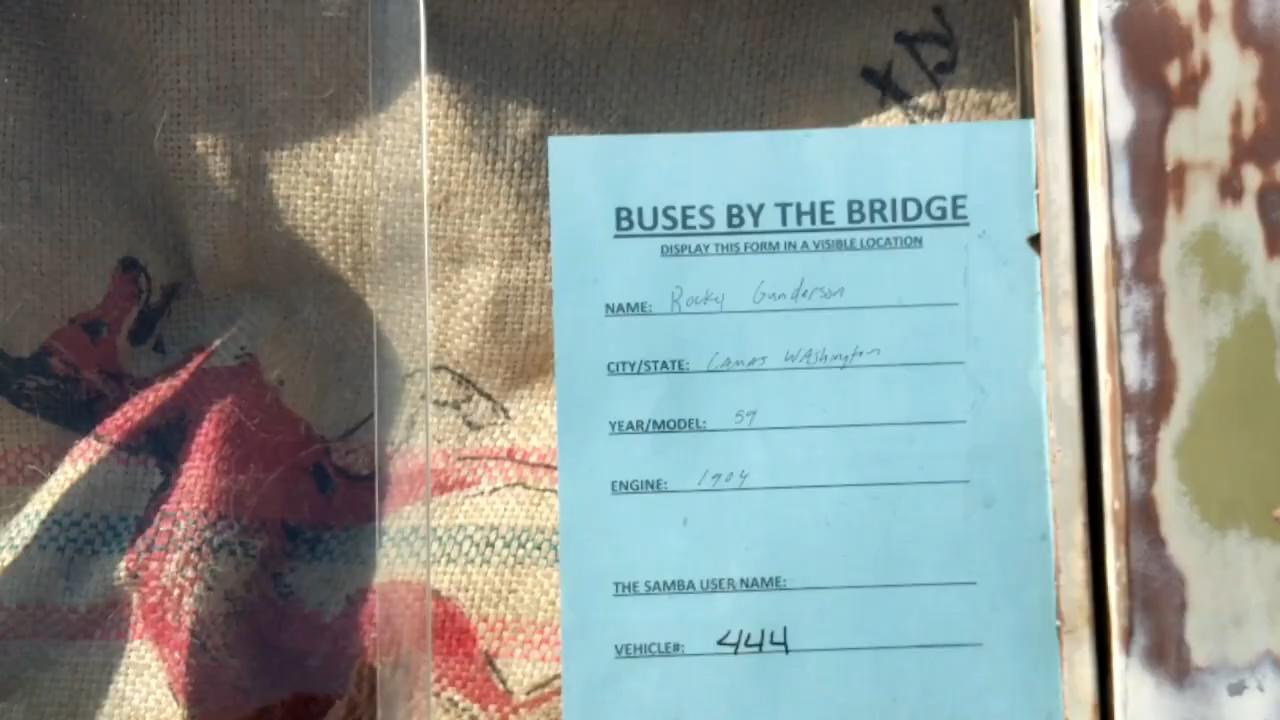 BUSES BY THE BRIDGE
DISPLAY THIS FORM IN A VISIBLE LOCATION
NAME: Rocky Gunderson
CITY/STATE: CAMAS WAShington
YEAR/MODEL: 59
ENGINE: 1904
THE SAMBA USER NAME:
VEHICLE#: 444